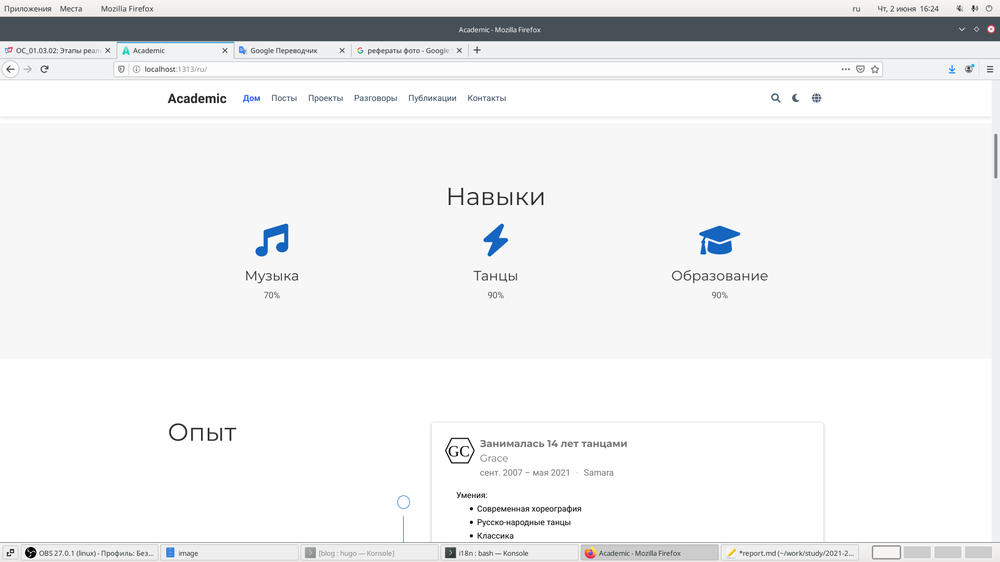 Приложения Места Mozilla Firefox ru Чт, 2 июня 16:24
Academic - Mozilla Firefox
ОС_01.03.02: Этапы реал Academic Google Переводчик рефераты фото - Google S
localhost:1313/ru/
Academic Дом Посты Проекты Разговоры Публикации Контакты
Навыки
Музыка Танцы Образование
70% 90% 90%
Опыт
GC
Занималась 14 лет танцами
Grace
сент. 2007 – мая 2021 · Samara
Умения:
• Современная хореография
• Русско-народные танцы
• Классика
OBS 27.0.1 (linux) - Профиль: Без... image [blog : hugo — Konsole] i18n : bash — Konsole Academic - Mozilla Firefox *report.md (~/work/study/2021-2...